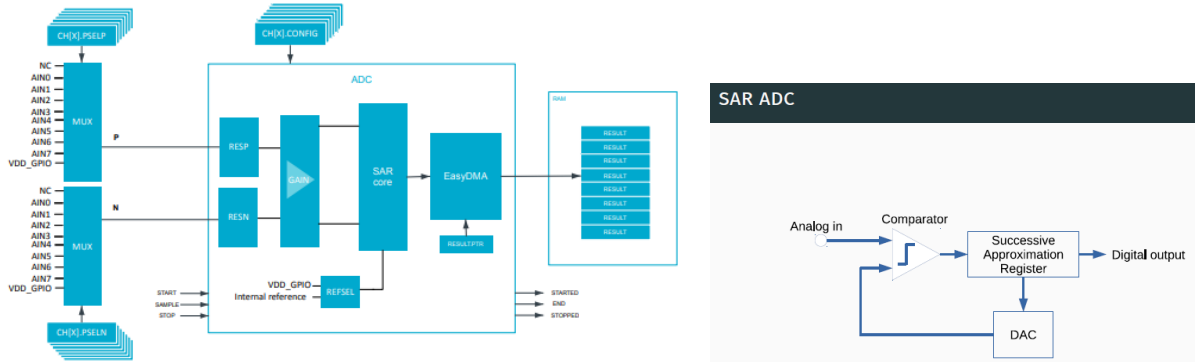 CH[X].PSELP
CH[X].CONFIG
NC
AIN0
AIN1
AIN2
AIN3
AIN4
AIN5
AIN6
AIN7
VDD_GPIO
MUX
P
NC
AIN0
AIN1
AIN2
AIN3
AIN4
AIN5
AIN6
AIN7
VDD_GPIO
MUX
N
CH[X].PSELN
ADC
RESP
RESN
GAIN
SAR
core
EasyDMA
RESULT.PTR
VDD_GPIO
Internal reference
REFSEL
START
SAMPLE
STOP
STARTED
END
STOPPED
RAM
RESULT
RESULT
RESULT
RESULT
RESULT
RESULT
RESULT
RESULT
SAR ADC
Analog in
Comparator
Successive
Approximation
Register
Digital output
DAC